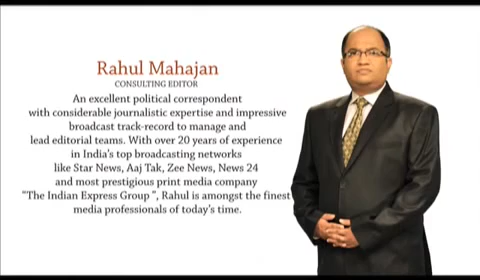 Rahul Mahajan
CONSULTING EDITOR
An excellent political correspondent
with considerable journalistic expertise and impressive
broadcast track-record to manage and
lead editorial teams. With over 20 years of experience
in India's top broadcasting networks
like Star News, Aaj Tak, Zee News, News 24
and most prestigious print media company
"The Indian Express Group", Rahul is amongst the finest
media professionals of today's time.